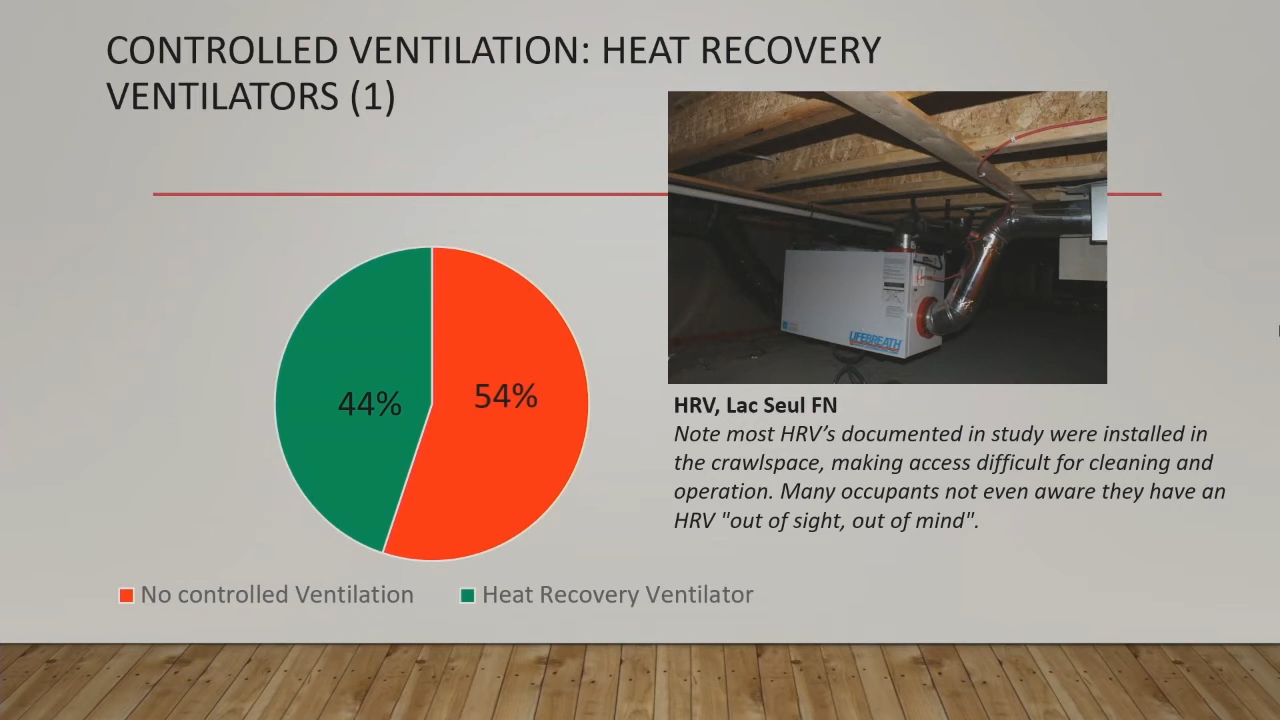 CONTROLLED VENTILATION: HEAT RECOVERY
VENTILATORS (1)
44%
54%
LIFEBREATH
HRV, Lac Seul FN
Note most HRV’s documented in study were installed in
the crawlspace, making access difficult for cleaning and
operation. Many occupants not even aware they have an
HRV "out of sight, out of mind".
No controlled Ventilation
Heat Recovery Ventilator